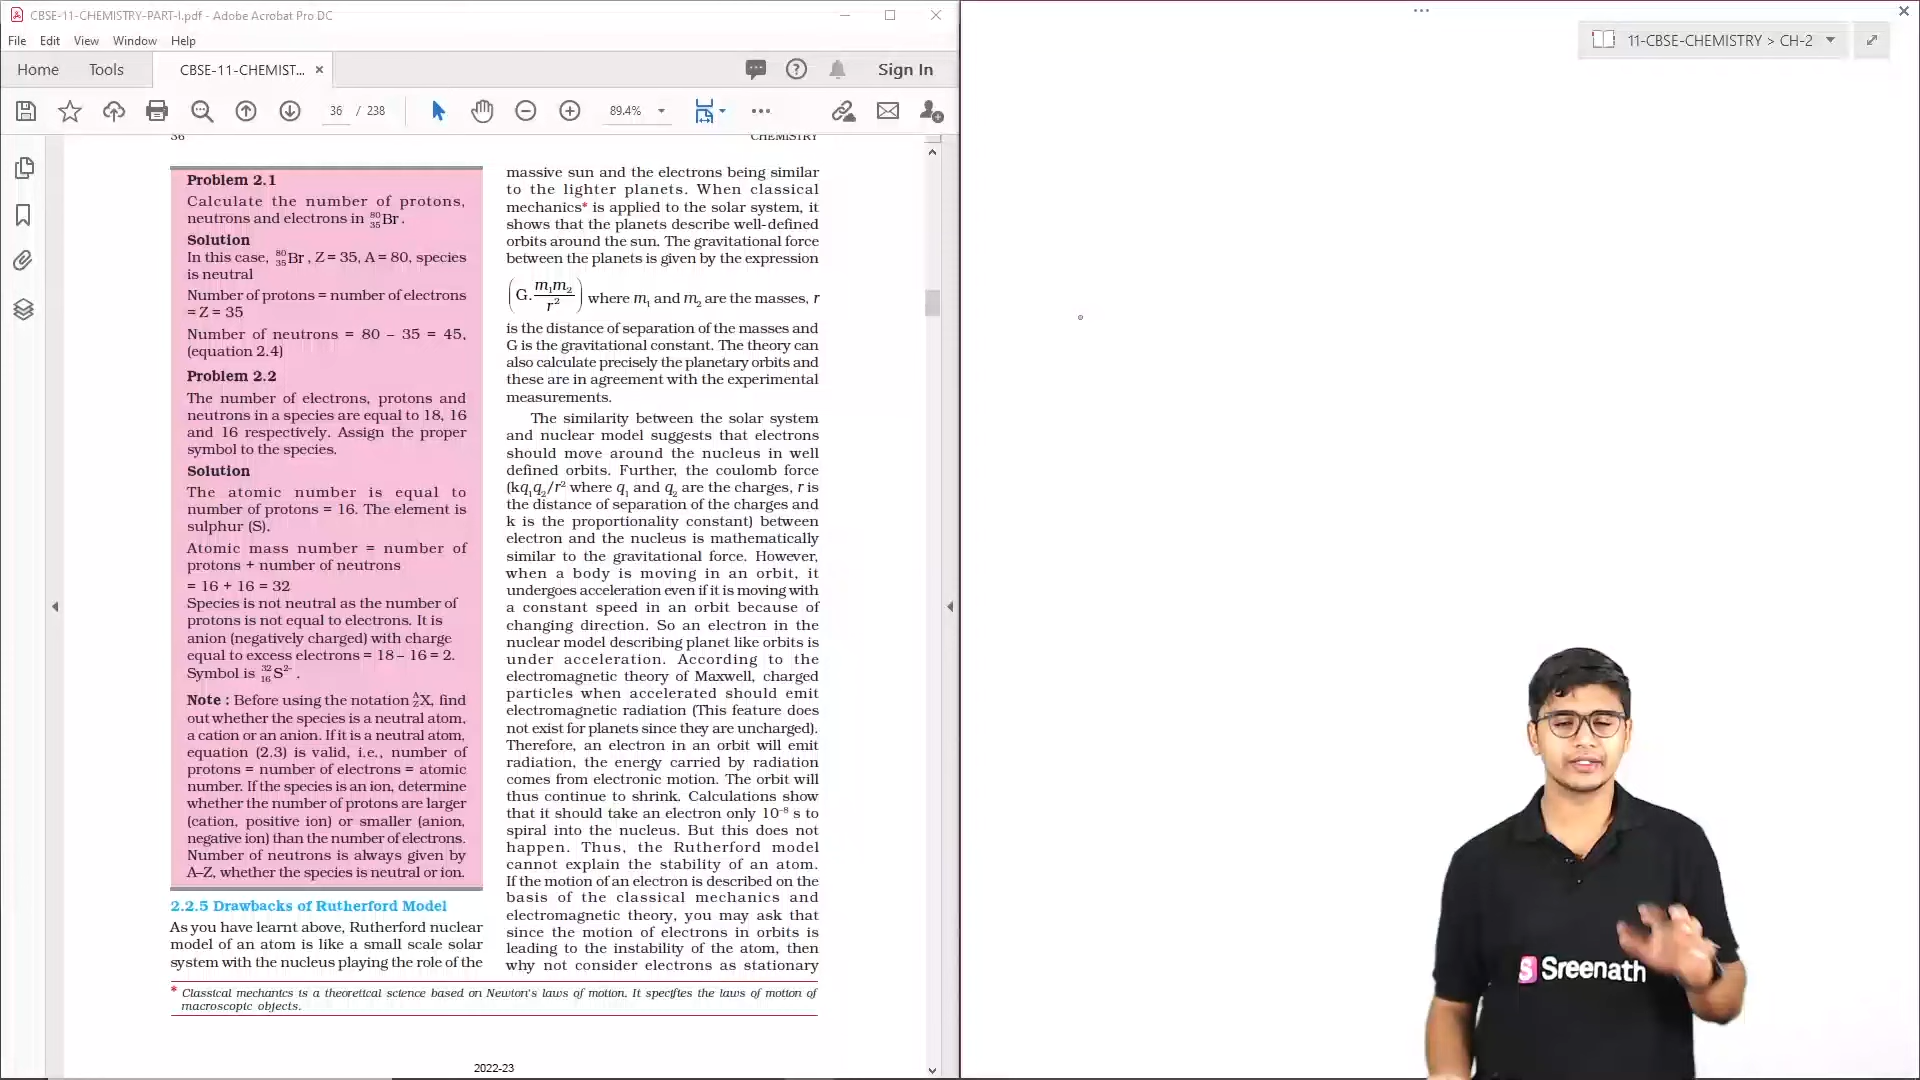 CBSE-11-CHEMISTRY-PART-I.pdf - Adobe Acrobat Pro DC
File Edit View Window Help
Home Tools CBSE-11-CHEMIST... × Sign In
36 / 238 89.4%
11-CBSE-CHEMISTRY > CH-2
36 CHEMISTRY
Problem 2.1
Calculate the number of protons,
neutrons and electrons in ⁸⁰₃₅Br.
Solution
In this case, ⁸⁰₃₅Br, Z = 35, A = 80, species
is neutral
Number of protons = number of electrons
= Z = 35
Number of neutrons = 80 – 35 = 45,
(equation 2.4)
Problem 2.2
The number of electrons, protons and
neutrons in a species are equal to 18, 16
and 16 respectively. Assign the proper
symbol to the species.
Solution
The atomic number is equal to
number of protons = 16. The element is
sulphur (S).
Atomic mass number = number of
protons + number of neutrons
= 16 + 16 = 32
Species is not neutral as the number of
protons is not equal to electrons. It is
anion (negatively charged) with charge
equal to excess electrons = 18 – 16 = 2.
Symbol is ³²₁₆S²⁻ .
Note : Before using the notation ᴬ_ZX, find
out whether the species is a neutral atom,
a cation or an anion. If it is a neutral atom,
equation (2.3) is valid, i.e., number of
protons = number of electrons = atomic
number. If the species is an ion, determine
whether the number of protons are larger
(cation, positive ion) or smaller (anion,
negative ion) than the number of electrons.
Number of neutrons is always given by
A–Z, whether the species is neutral or ion.
2.2.5 Drawbacks of Rutherford Model
As you have learnt above, Rutherford nuclear
model of an atom is like a small scale solar
system with the nucleus playing the role of the
massive sun and the electrons being similar
to the lighter planets. When classical
mechanics* is applied to the solar system, it
shows that the planets describe well-defined
orbits around the sun. The gravitational force
between the planets is given by the expression
(G. m₁m₂/r²) where m₁ and m₂ are the masses, r
is the distance of separation of the masses and
G is the gravitational constant. The theory can
also calculate precisely the planetary orbits and
these are in agreement with the experimental
measurements.
The similarity between the solar system
and nuclear model suggests that electrons
should move around the nucleus in well
defined orbits. Further, the coulomb force
(kq₁q₂/r² where q₁ and q₂ are the charges, r is
the distance of separation of the charges and
k is the proportionality constant) between
electron and the nucleus is mathematically
similar to the gravitational force. However,
when a body is moving in an orbit, it
undergoes acceleration even if it is moving with
a constant speed in an orbit because of
changing direction. So an electron in the
nuclear model describing planet like orbits is
under acceleration. According to the
electromagnetic theory of Maxwell, charged
particles when accelerated should emit
electromagnetic radiation (This feature does
not exist for planets since they are uncharged).
Therefore, an electron in an orbit will emit
radiation, the energy carried by radiation
comes from electronic motion. The orbit will
thus continue to shrink. Calculations show
that it should take an electron only 10⁻⁸ s to
spiral into the nucleus. But this does not
happen. Thus, the Rutherford model
cannot explain the stability of an atom.
If the motion of an electron is described on the
basis of the classical mechanics and
electromagnetic theory, you may ask that
since the motion of electrons in orbits is
leading to the instability of the atom, then
why not consider electrons as stationary
* Classical mechanics is a theoretical science based on Newton's laws of motion. It specifies the laws of motion of
macroscopic objects.
2022-23
S Sreenath